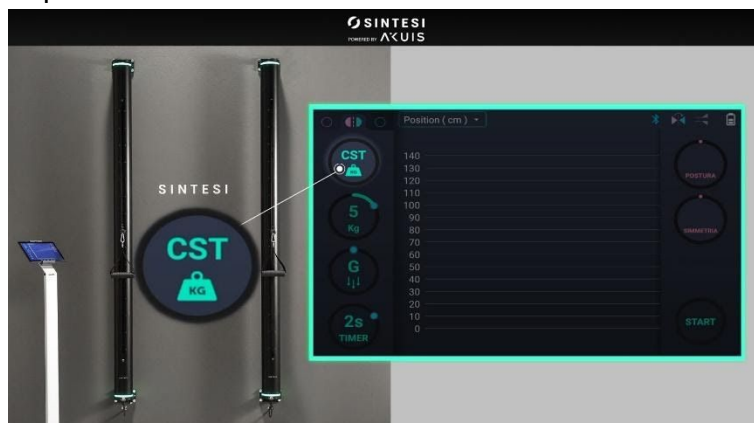 SINTESI
POWERED BY AKUIS
SINTESI
CST
KG
Position ( cm )
CST
KG
5
Kg
G
2s
TIMER
140
130
120
110
100
90
80
70
60
50
40
30
20
10
0
POSTURA
SIMMETRIA
START